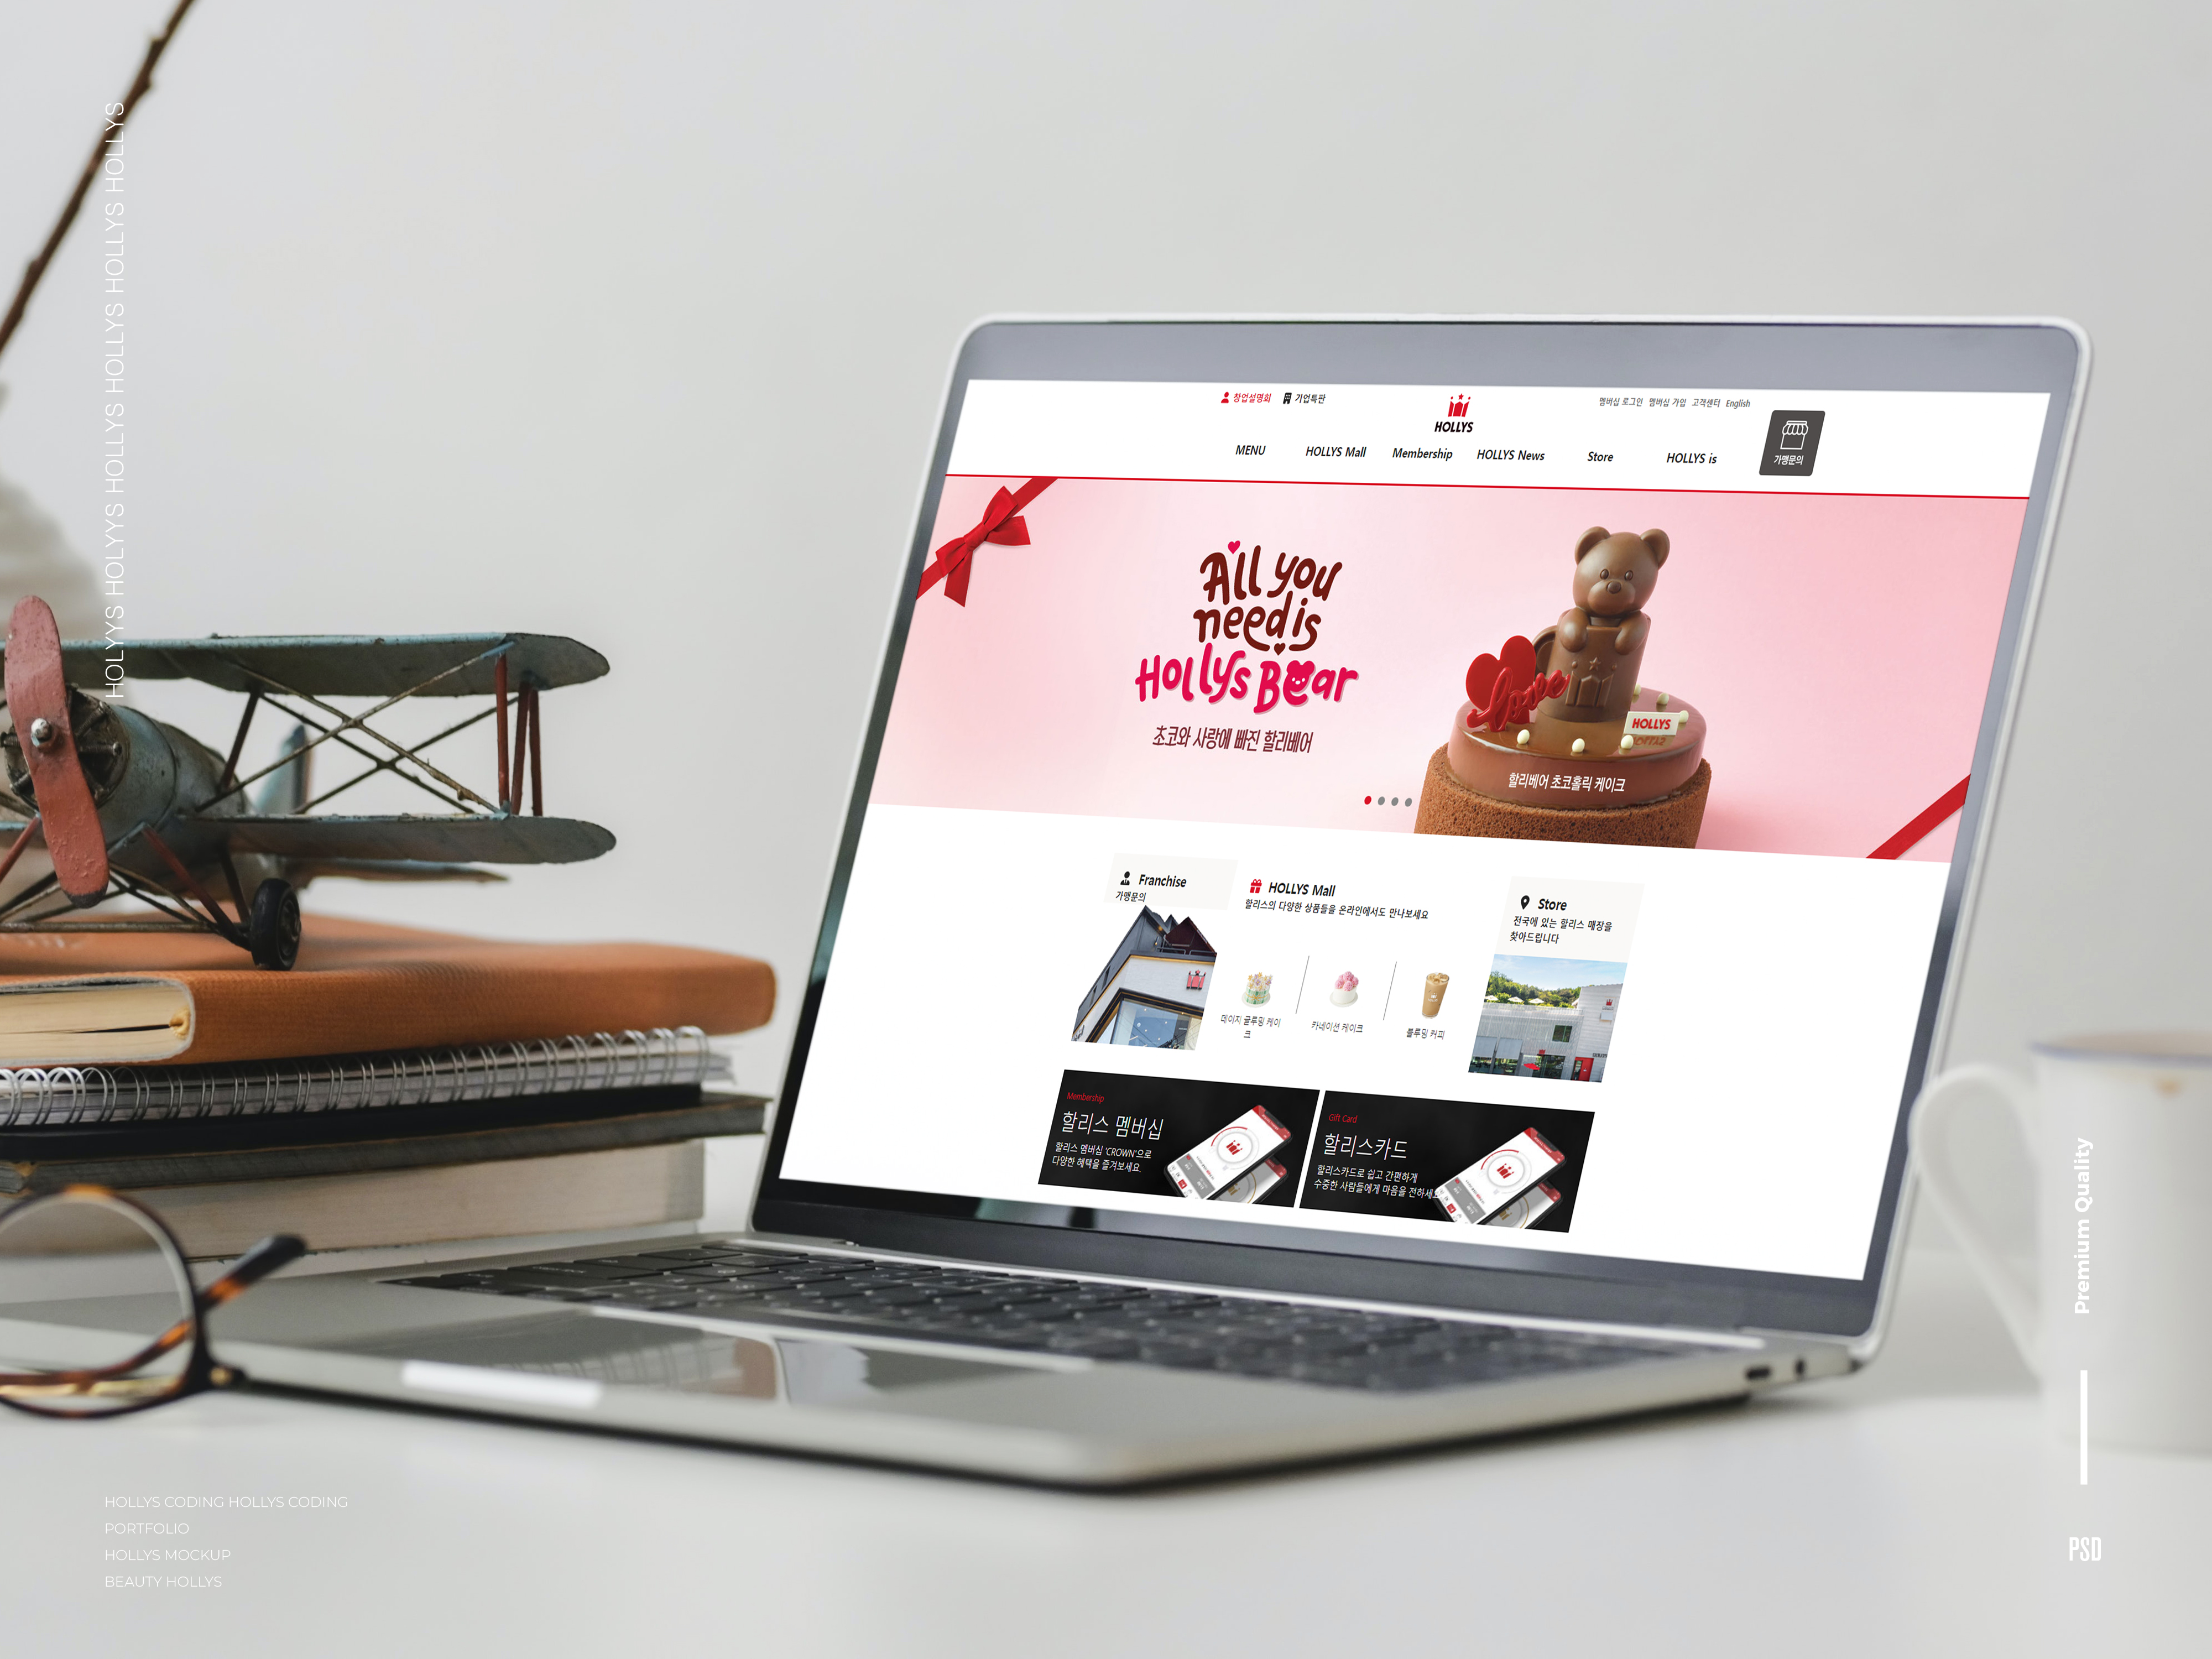 HOLYYS HOLYYS HOLLYS HOLLYS HOLLYS HOLLYS
창업설명회 기업특판
HOLLYS
멤버십 로그인 멤버십 가입 고객센터 English
MENU HOLLYS Mall Membership HOLLYS News Store HOLLYS is
가맹문의
All you
need is
Hollys Bear
초코와 사랑에 빠진 할리베어
love
HOLLYS
할리베어 초코홀릭 케이크
Franchise
가맹문의
HOLLYS Mall
할리스의 다양한 상품들을 온라인에서도 만나보세요
데이지 글루밍 케이
크
카네이션 케이크
블루밍 커피
Store
전국에 있는 할리스 매장을
찾아드립니다
Membership
할리스 멤버십
할리스 멤버십 'CROWN'으로
다양한 혜택을 즐겨보세요.
Gift Card
할리스카드
할리스카드로 쉽고 간편하게
수중한 사람들에게 마음을 전하세요
Premium Quality
PSD
HOLLYS CODING HOLLYS CODING
PORTFOLIO
HOLLYS MOCKUP
BEAUTY HOLLYS